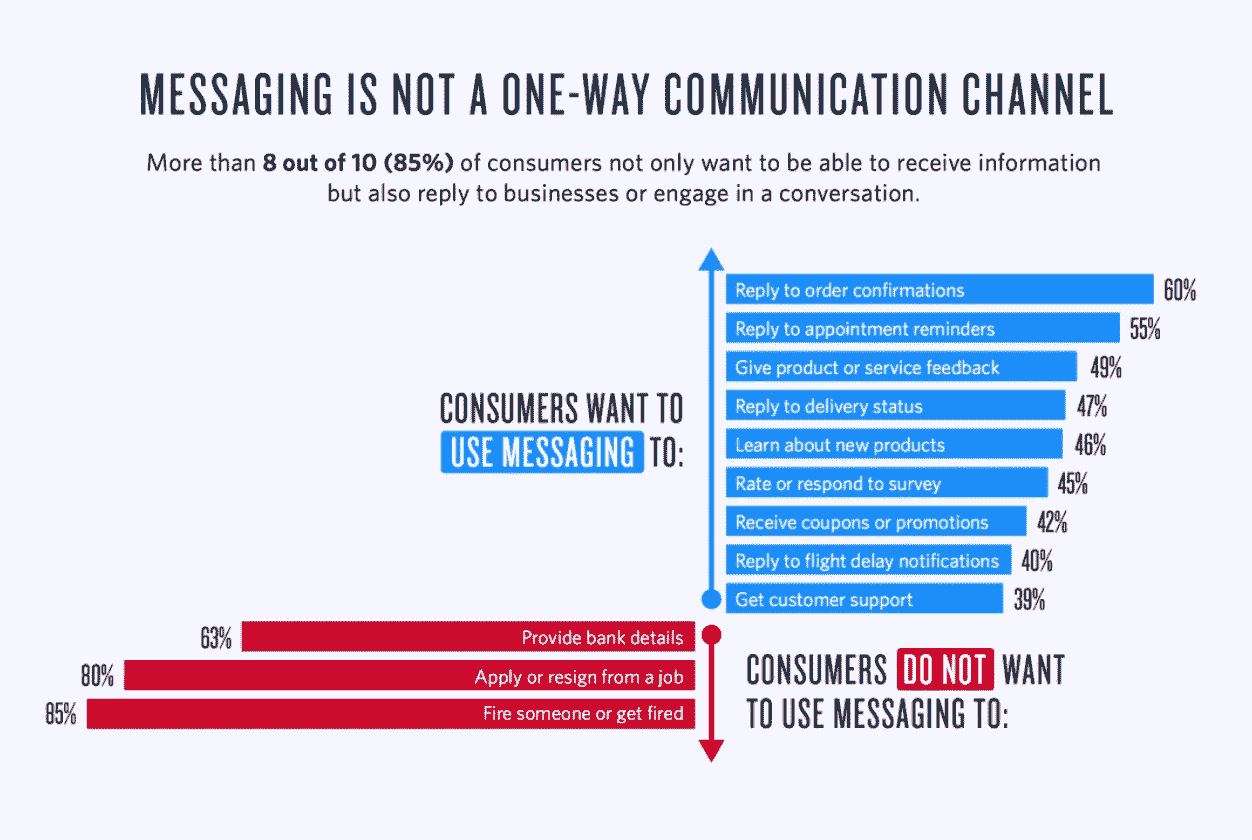 MESSAGING IS NOT A ONE-WAY COMMUNICATION CHANNEL
More than 8 out of 10 (85%) of consumers not only want to be able to receive information
but also reply to businesses or engage in a conversation.
CONSUMERS WANT TO
USE MESSAGING TO:
Reply to order confirmations 60%
Reply to appointment reminders 55%
Give product or service feedback 49%
Reply to delivery status 47%
Learn about new products 46%
Rate or respond to survey 45%
Receive coupons or promotions 42%
Reply to flight delay notifications 40%
Get customer support 39%
63% Provide bank details
80% Apply or resign from a job
85% Fire someone or get fired
CONSUMERS DO NOT WANT
TO USE MESSAGING TO: